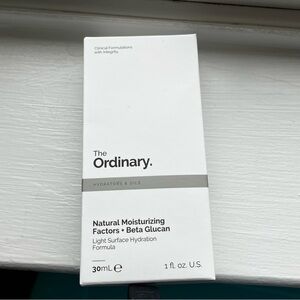 Clinical Formulations
with Integrity.
The
Ordinary.
HYDRATORS & OILS
Natural Moisturizing
Factors + Beta Glucan
Light Surface Hydration
Formula
30mL ℮
1 fl. oz. U.S.